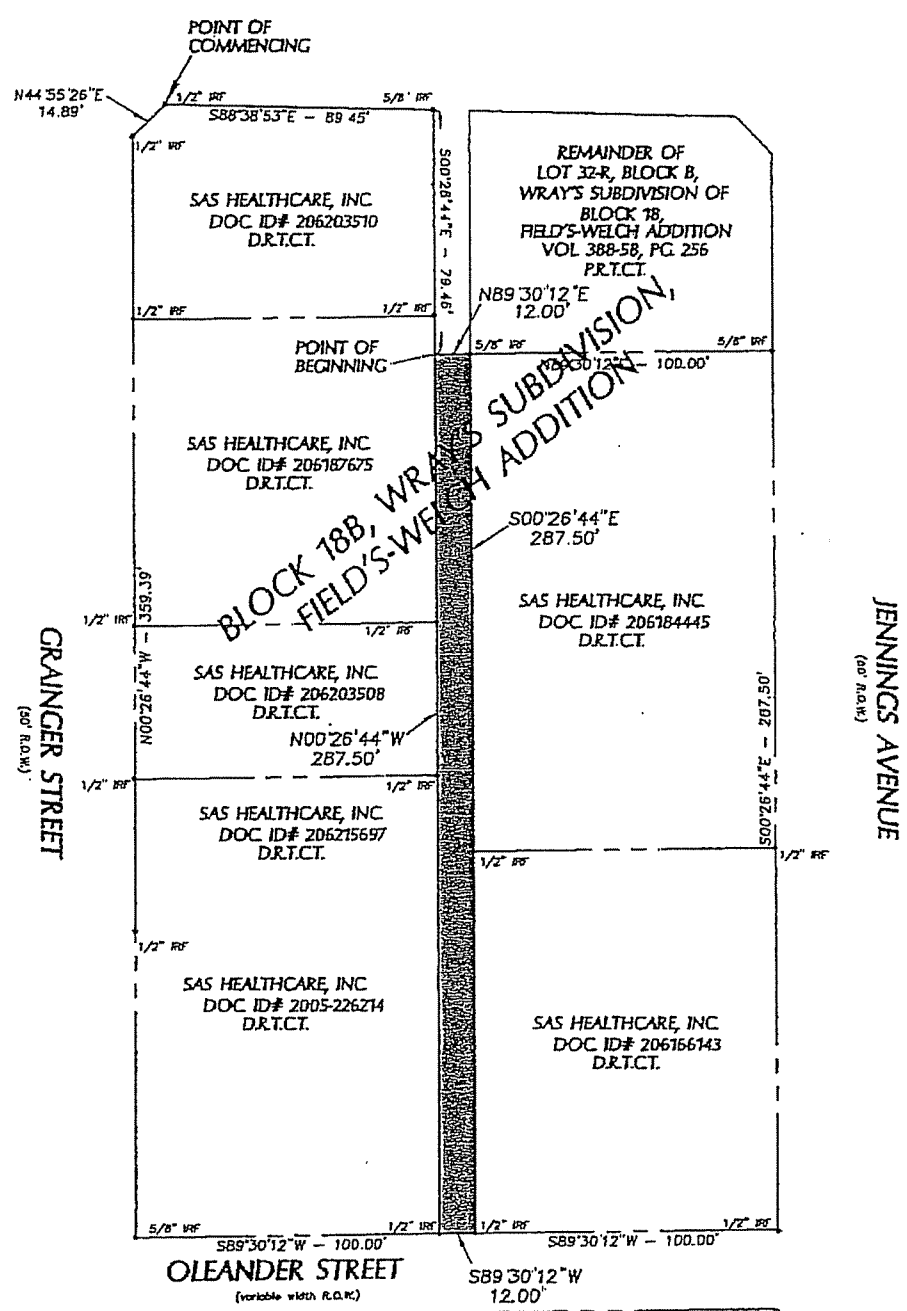 POINT OF
COMMENCING
N44°55'26"E
14.89'
1/2" IRF
5/8" IRF
S88°38'53"E – 89.45'
1/2" IRF
S00°26'44"E – 79.46'
REMAINDER OF
LOT 32-R, BLOCK B,
WRAY'S SUBDIVISION OF
BLOCK 18,
FIELD'S-WELCH ADDITION
VOL 388-58, PG. 256
P.R.T.C.T.
SAS HEALTHCARE, INC.
DOC. ID# 206203510
D.R.T.C.T.
N89°30'12"E
12.00'
1/2" IRF
1/2" IRF
POINT OF
BEGINNING
5/8" IRF
5/8" IRF
N89°30'12"E – 100.00'
BLOCK 18B, WRAY'S SUBDIVISION,
FIELD'S-WELCH ADDITION
SAS HEALTHCARE, INC.
DOC. ID# 206187675
D.R.T.C.T.
S00°26'44"E
287.50'
N00°26'44"W – 359.39'
1/2" IRF
1/2" IRF
SAS HEALTHCARE, INC.
DOC. ID# 206184445
D.R.T.C.T.
GRAINGER STREET
(50' R.O.W.)
JENNINGS AVENUE
(60' R.O.W.)
SAS HEALTHCARE, INC.
DOC. ID# 206203508
D.R.T.C.T.
N00°26'44"W
287.50'
S00°26'44"E – 287.50'
1/2" IRF
1/2" IRF
SAS HEALTHCARE, INC.
DOC. ID# 206215697
D.R.T.C.T.
1/2" IRF
1/2" IRF
1/2" IRF
SAS HEALTHCARE, INC.
DOC. ID# 2005-226214
D.R.T.C.T.
SAS HEALTHCARE, INC.
DOC. ID# 206166143
D.R.T.C.T.
5/8" IRF
1/2" IRF
1/2" IRF
1/2" IRF
S89°30'12"W – 100.00'
S89°30'12"W – 100.00'
OLEANDER STREET
(variable width R.O.W.)
S89°30'12"W
12.00'